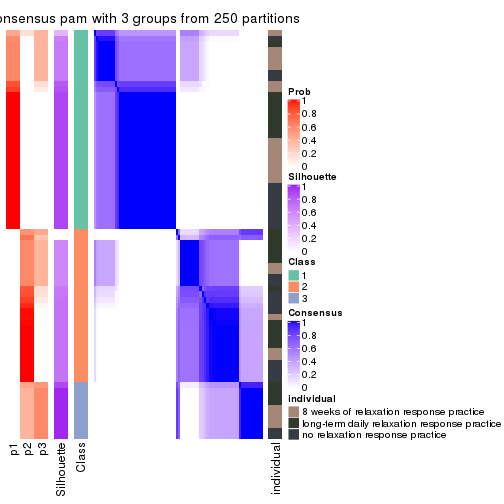 onsensus pam with 3 groups from 250 partitions
Prob
1
0.8
0.6
0.4
0.2
0
Silhouette
1
0.8
0.6
0.4
0.2
0
Class
1
2
3
Consensus
1
0.8
0.6
0.4
0.2
0
individual
8 weeks of relaxation response practice
long-term daily relaxation response practice
no relaxation response practice
p1
p2
p3
Silhouette
Class
individual